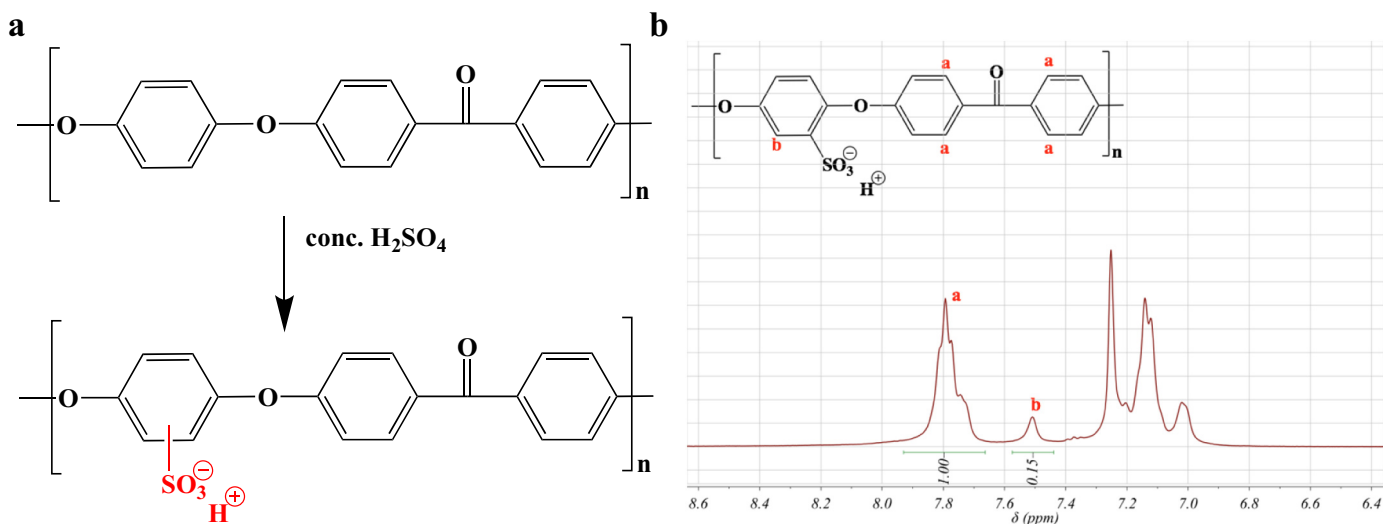 a
O
O
O
n
conc. H₂SO₄
O
O
O
n
SO₃⊖
H⊕
b
a
a
O
O
O
b
a
a
n
SO₃⊖
H⊕
a
b
1.00
0.15
8.6 8.4 8.2 8.0 7.8 7.6 7.4 7.2 7.0 6.8 6.6 6.4
δ (ppm)